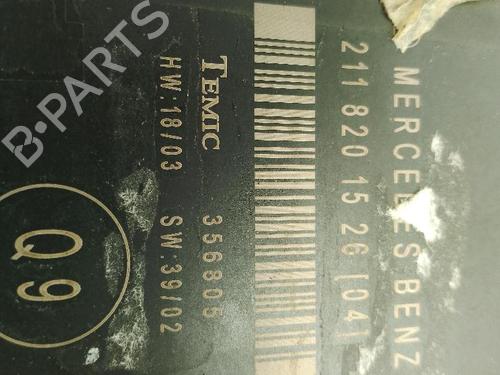 MERCEDES BENZ
211 820 15 26 [04]
TEMIC 356805
HW:18/03 SW:39/02
Q9
B-PARTS